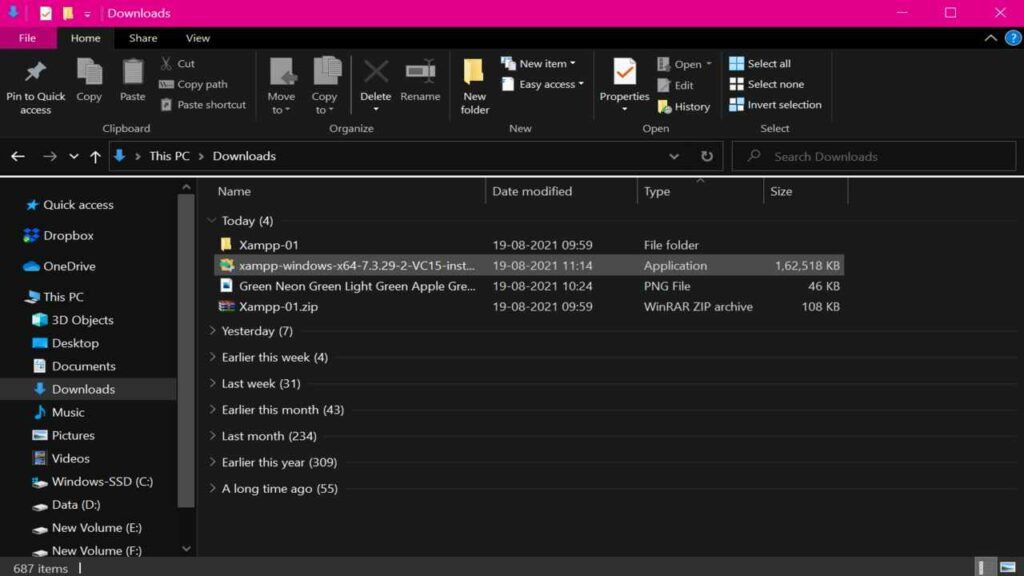 Downloads
File Home Share View
Pin to Quick access
Copy
Paste
Cut
Copy path
Paste shortcut
Clipboard
Move to
Copy to
Delete
Rename
Organize
New folder
New item
Easy access
New
Properties
Open
Edit
History
Open
Select all
Select none
Invert selection
Select
This PC > Downloads
Search Downloads
Quick access
Dropbox
OneDrive
This PC
3D Objects
Desktop
Documents
Downloads
Music
Pictures
Videos
Windows-SSD (C:)
Data (D:)
New Volume (E:)
New Volume (F:)
Name Date modified Type Size
Today (4)
Xampp-01 19-08-2021 09:59 File folder
xampp-windows-x64-7.3.29-2-VC15-inst... 19-08-2021 11:14 Application 1,62,518 KB
Green Neon Green Light Green Apple Gre... 19-08-2021 10:24 PNG File 46 KB
Xampp-01.zip 19-08-2021 09:59 WinRAR ZIP archive 108 KB
Yesterday (7)
Earlier this week (4)
Last week (31)
Earlier this month (43)
Last month (234)
Earlier this year (309)
A long time ago (55)
687 items